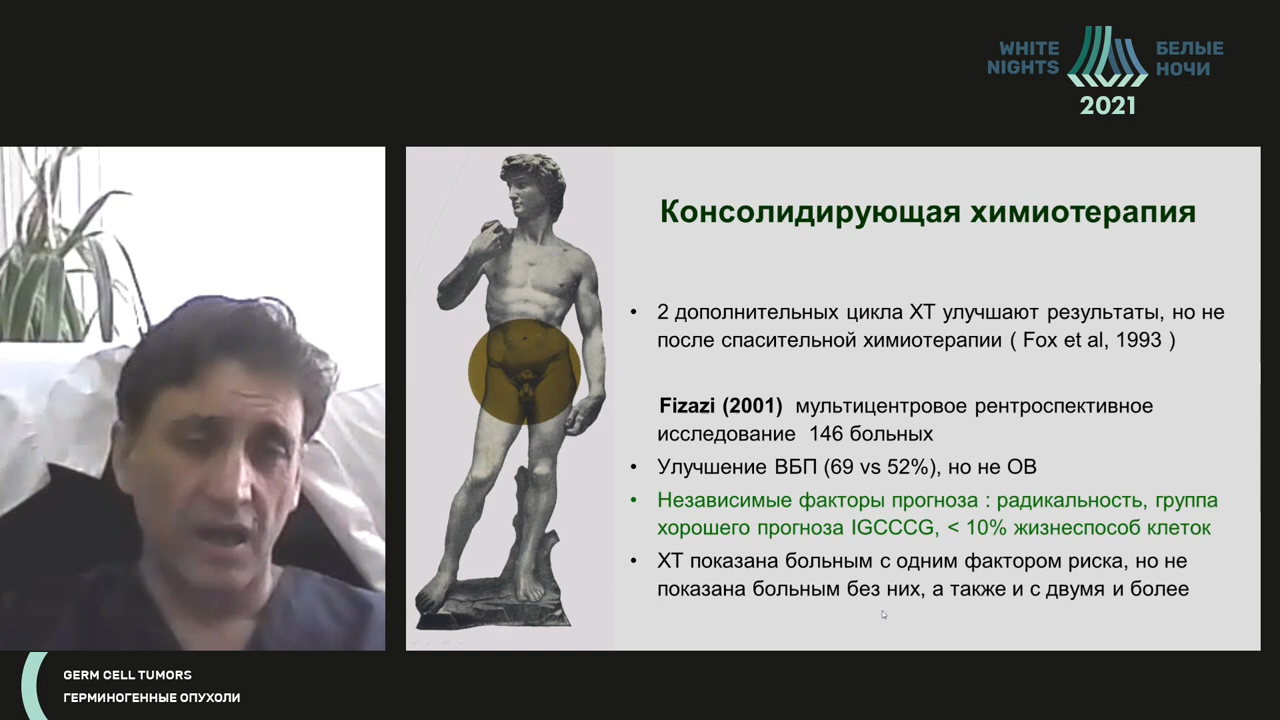 WHITE
NIGHTS
БЕЛЫЕ
НОЧИ
2021
Консолидирующая химиотерапия
• 2 дополнительных цикла ХТ улучшают результаты, но не
после спасительной химиотерапии ( Fox et al, 1993 )
Fizazi (2001) мультицентровое рентроспективное
исследование 146 больных
• Улучшение ВБП (69 vs 52%), но не ОВ
• Независимые факторы прогноза : радикальность, группа
хорошего прогноза IGCCCG, < 10% жизнеспособ клеток
• ХТ показана больным с одним фактором риска, но не
показана больным без них, а также и с двумя и более
GERM CELL TUMORS
ГЕРМИНОГЕННЫЕ ОПУХОЛИ